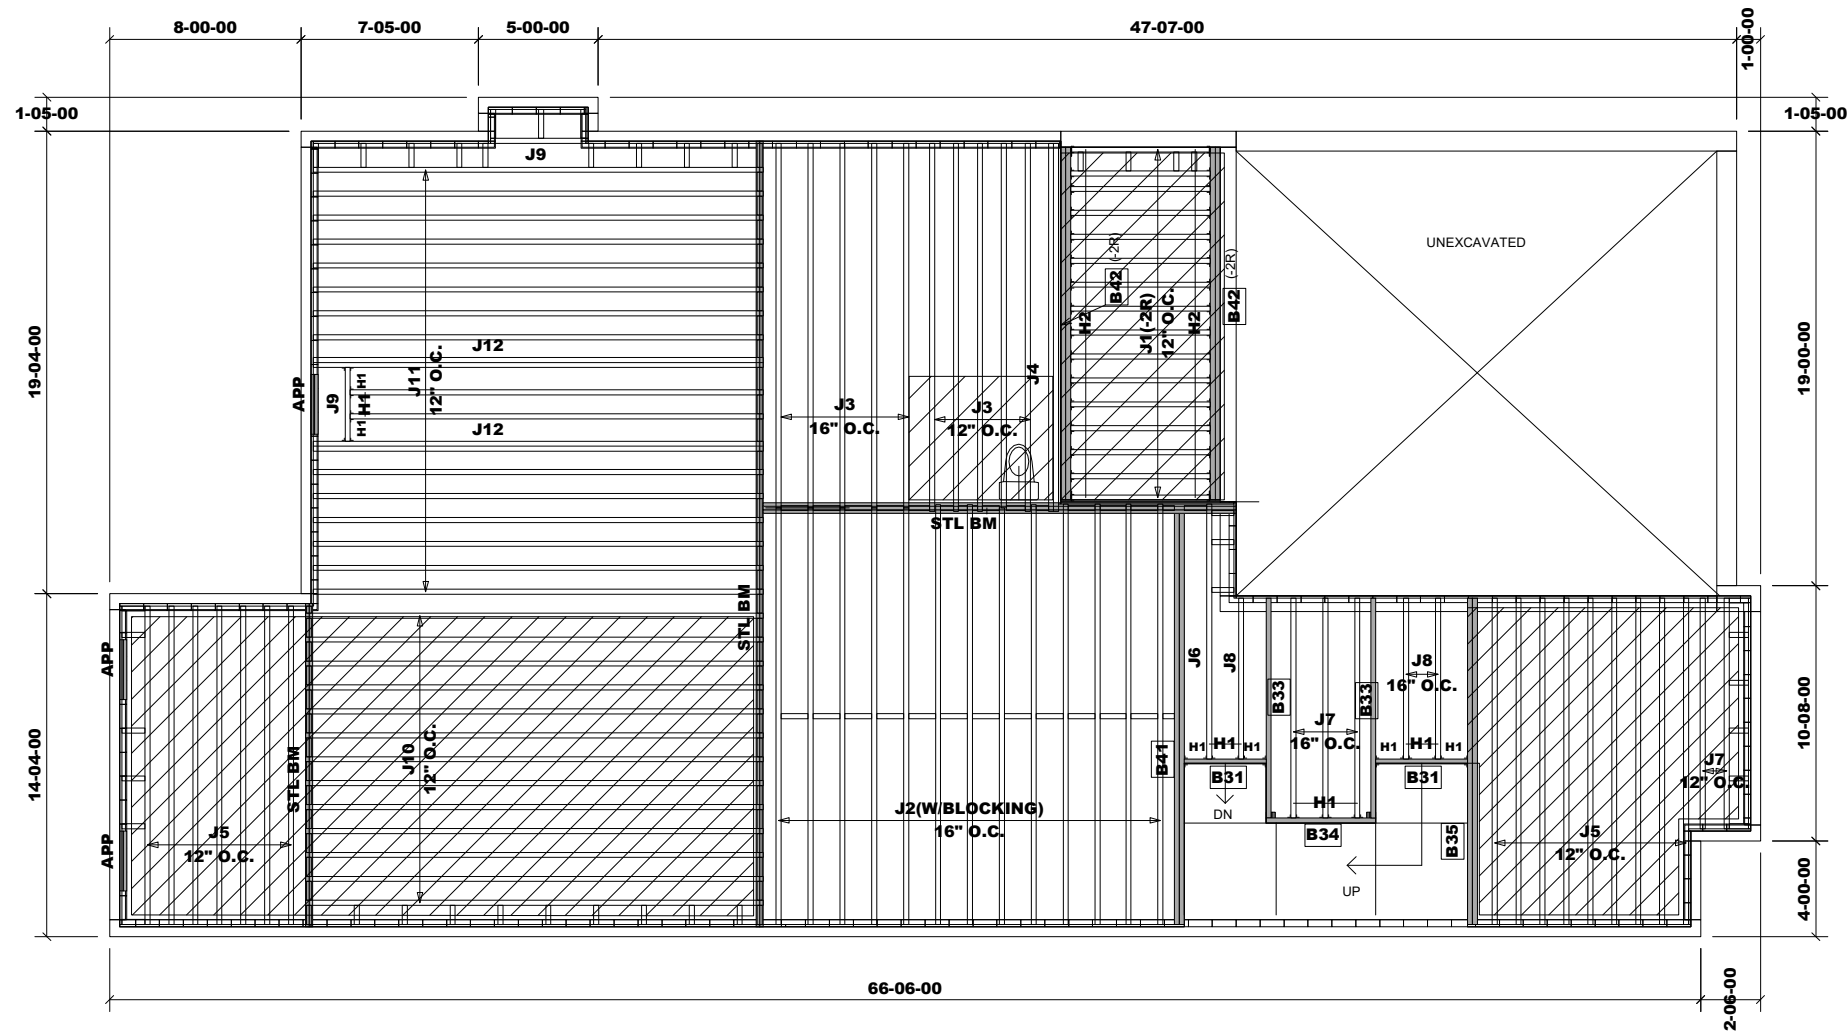 8-00-00
7-05-00
5-00-00
47-07-00
1-00-00
1-05-00
1-05-00
J9
UNEXCAVATED
B42 (-2R)
B42 (-2R)
H2
J1(-2R)
12" O.C.
H2
19-04-00
19-00-00
J12
J11
12" O.C.
APP
J9
H1
H1
H1
J12
J4
J3
16" O.C.
J3
12" O.C.
STL BM
STL BM
APP
J6
J8
B33
B33
J8
16" O.C.
J7
16" O.C.
H1
H1
H1
H1
H1
H1
B31
B31
DN
H1
B34
B35
UP
B41
J7
12" O.C.
10-08-00
14-04-00
STL BM
J10
12" O.C.
J2(W/BLOCKING)
16" O.C.
J5
12" O.C.
J5
12" O.C.
APP
4-00-00
66-06-00
2-06-00